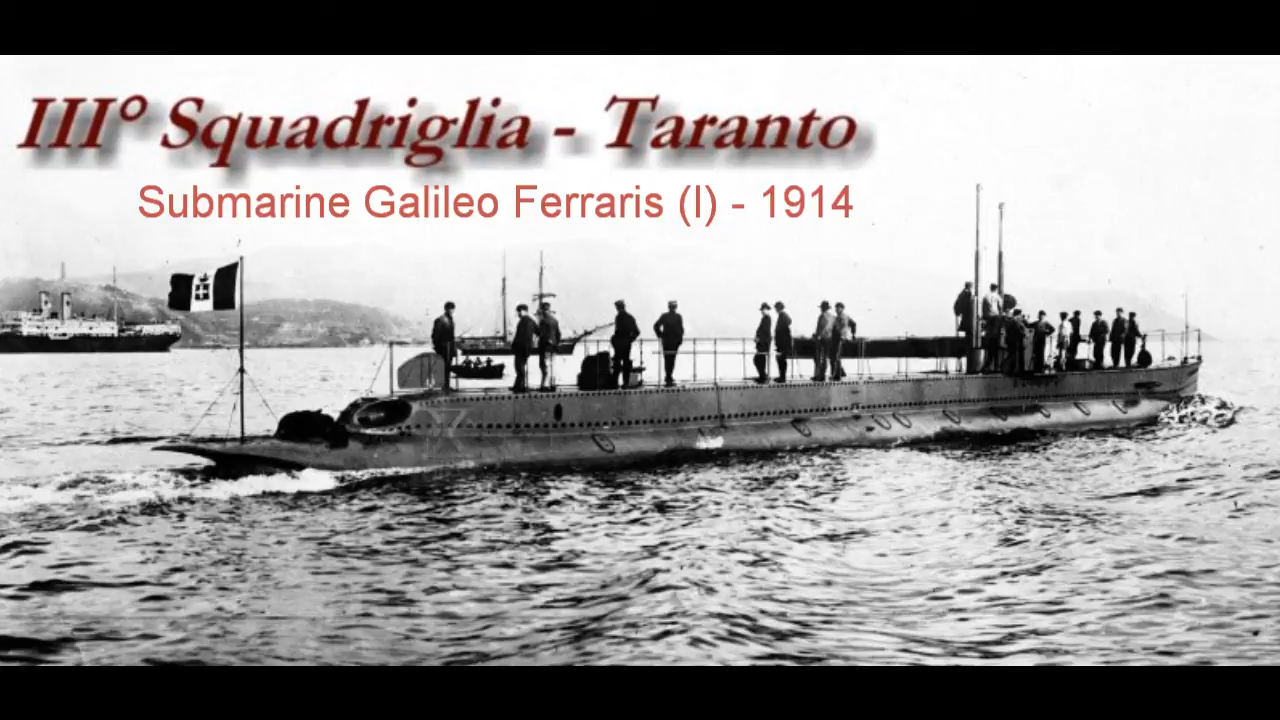 III° Squadriglia - Taranto
Submarine Galileo Ferraris (I) - 1914